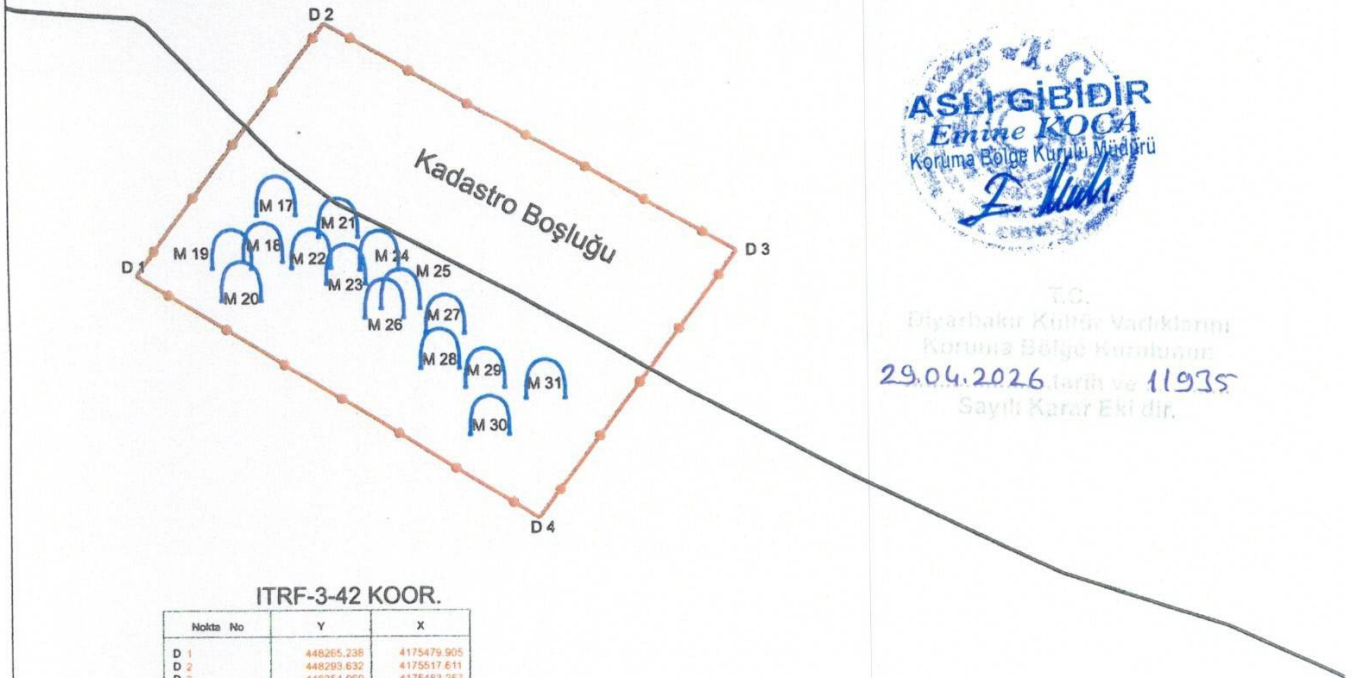 D 2
Kadastro Boşluğu
D 3
M 17
M 21
M 19
M 18
M 22
M 24
D 1
M 23
M 25
M 20
M 26
M 27
M 28
M 29
M 31
M 30
D 4
T.C.
ASLI GİBİDİR
Emine KOCA
Koruma Bölge Kurulu Müdürü
T.C.
Diyarbakır Kültür Varlıklarını
Koruma Bölge Kurulunun
29.04.2026 tarih ve 11935
Sayılı Karar Eki dir.
ITRF-3-42 KOOR.
Nokta No Y X
D 1 448265.238 4175479.905
D 2 448293.632 4175517.611